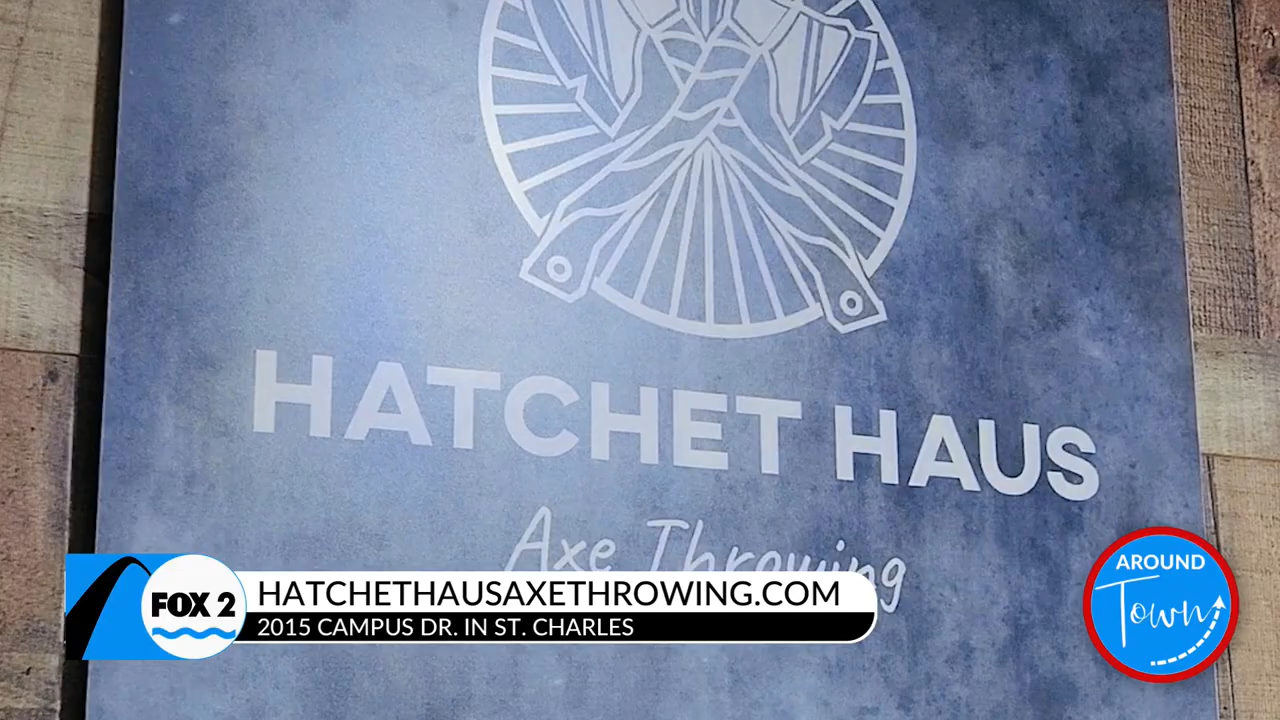 HATCHET HAUS
Axe Throwing
FOX 2
HATCHETHAUSAXETHROWING.COM
2015 CAMPUS DR. IN ST. CHARLES
AROUND
Town